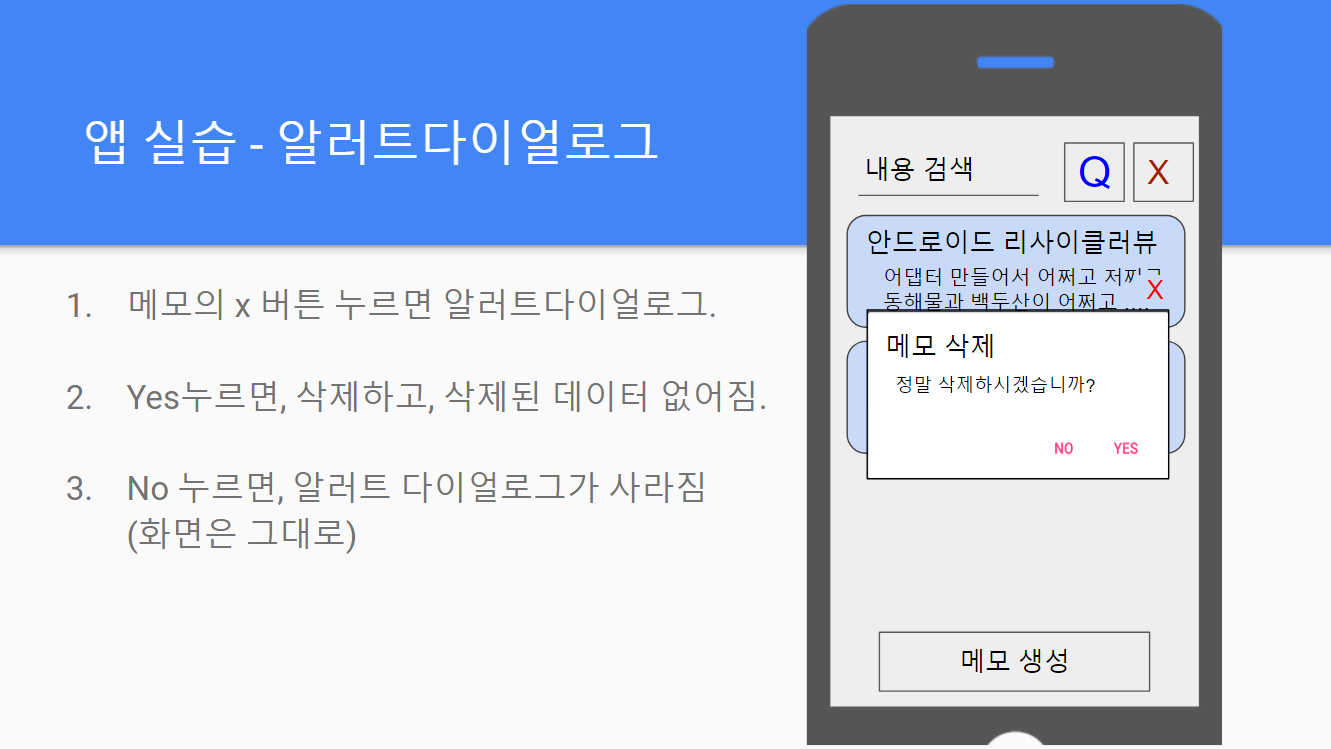 앱 실습 - 알러트다이얼로그
1. 메모의 x 버튼 누르면 알러트다이얼로그.
2. Yes누르면, 삭제하고, 삭제된 데이터 없어짐.
3. No 누르면, 알러트 다이얼로그가 사라짐
(화면은 그대로)
내용 검색 Q X
안드로이드 리사이클러뷰
어댑터 만들어서 어쩌고
동해물과 백두산이 어쩌고 ....
X
메모 삭제
정말 삭제하시겠습니까?
NO YES
메모 생성